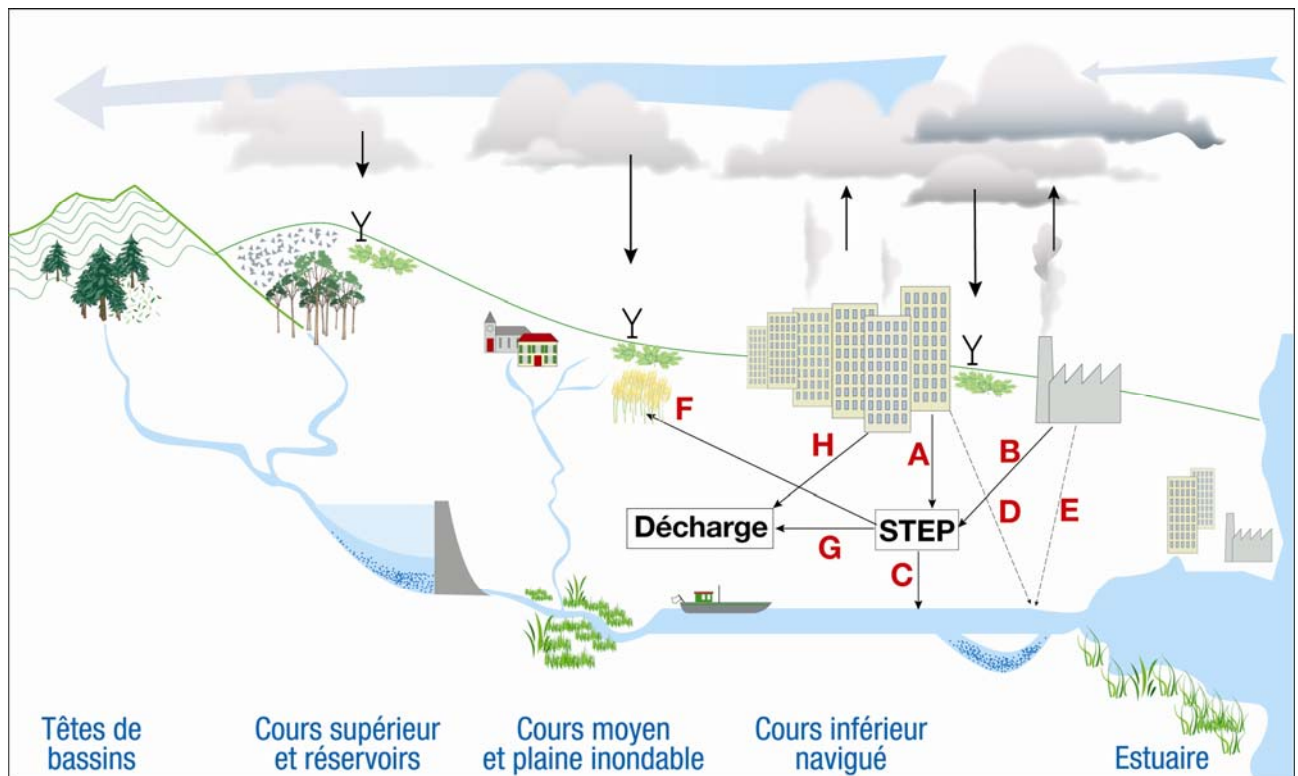 F
H
A
B
D
E
Décharge
STEP
G
C
Têtes de
bassins
Cours supérieur
et réservoirs
Cours moyen
et plaine inondable
Cours inférieur
navigué
Estuaire